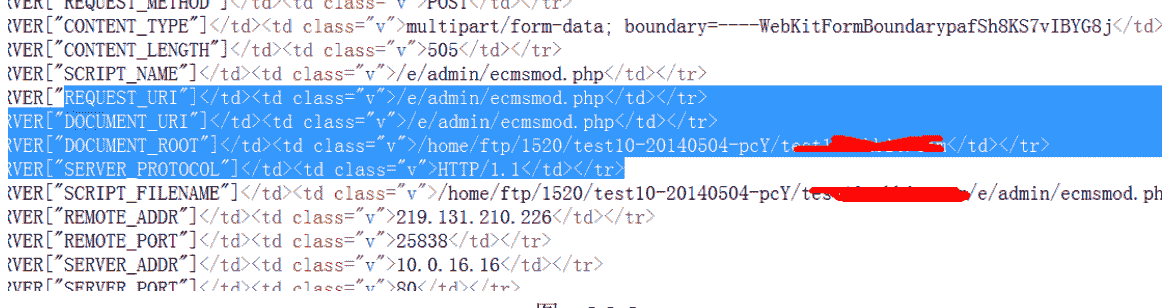 RVER["REQUEST_METHOD"]</td><td class="v">POST</td></tr>
RVER["CONTENT_TYPE"]</td><td class="v">multipart/form-data; boundary=----WebKitFormBoundarypafSh8KS7vIBYG8j</td>
RVER["CONTENT_LENGTH"]</td><td class="v">505</td></tr>
RVER["SCRIPT_NAME"]</td><td class="v">/e/admin/ecmsmod.php</td></tr>
RVER["REQUEST_URI"]</td><td class="v">/e/admin/ecmsmod.php</td></tr>
RVER["DOCUMENT_URI"]</td><td class="v">/e/admin/ecmsmod.php</td></tr>
RVER["DOCUMENT_ROOT"]</td><td class="v">/home/ftp/1520/test10-20140504-pcY/</td></tr>
RVER["SERVER_PROTOCOL"]</td><td class="v">HTTP/1.1</td></tr>
RVER["SCRIPT_FILENAME"]</td><td class="v">/home/ftp/1520/test10-20140504-pcY/ /e/admin/ecmsmod.ph
RVER["REMOTE_ADDR"]</td><td class="v">219.131.210.226</td></tr>
RVER["REMOTE_PORT"]</td><td class="v">25838</td></tr>
RVER["SERVER_ADDR"]</td><td class="v">10.0.16.16</td></tr>
RVER["SERVER_PORT"]</td><td class="v">80</td></tr>